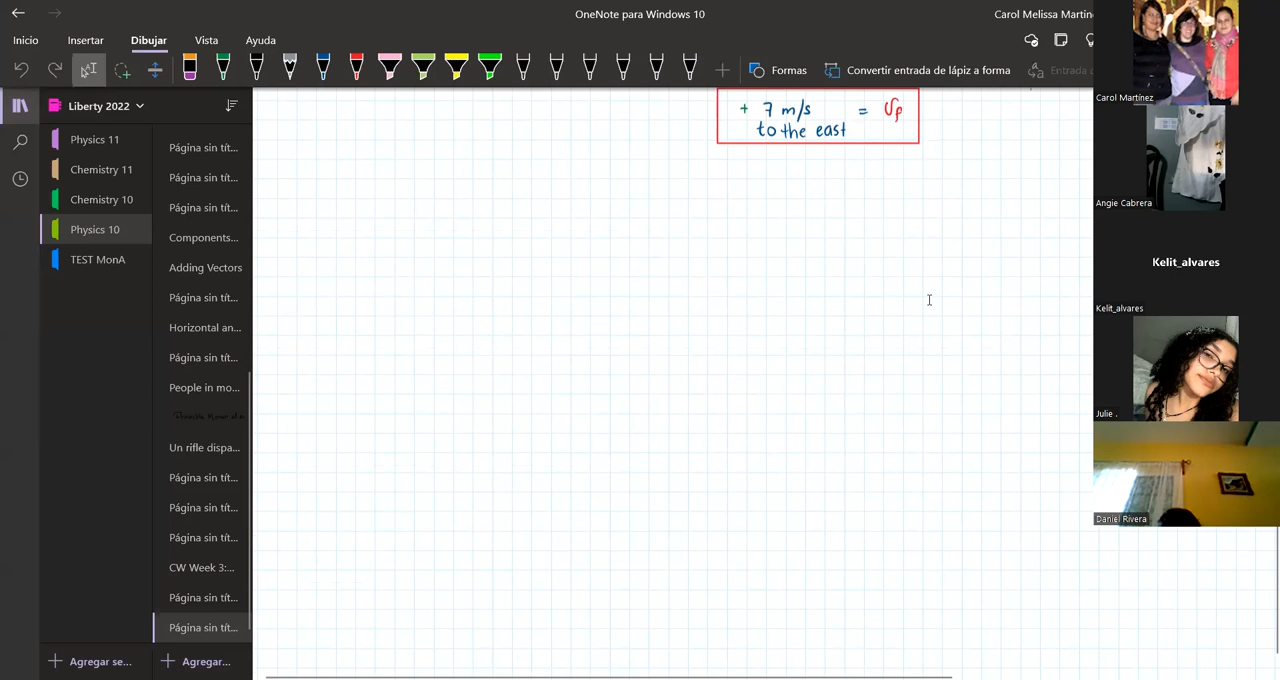 OneNote para Windows 10
Carol Melissa Martín
Inicio
Insertar
Dibujar
Vista
Ayuda
Formas
Convertir entrada de lápiz a forma
Entrada
Liberty 2022
Physics 11
Chemistry 11
Chemistry 10
Physics 10
TEST MonA
Página sin tít...
Página sin tít...
Página sin tít...
Components...
Adding Vectors
Página sin tít...
Horizontal an...
Página sin tít...
People in mo...
Un rifle dispa...
Página sin tít...
Página sin tít...
Página sin tít...
CW Week 3:...
Página sin tít...
Página sin tít...
Agregar se...
Agregar...
+ 7 m/s = vf
to the east
Carol Martínez
Angie Cabrera
Kelit_alvares
Kelit_alvares
Julie .
Daniel Rivera